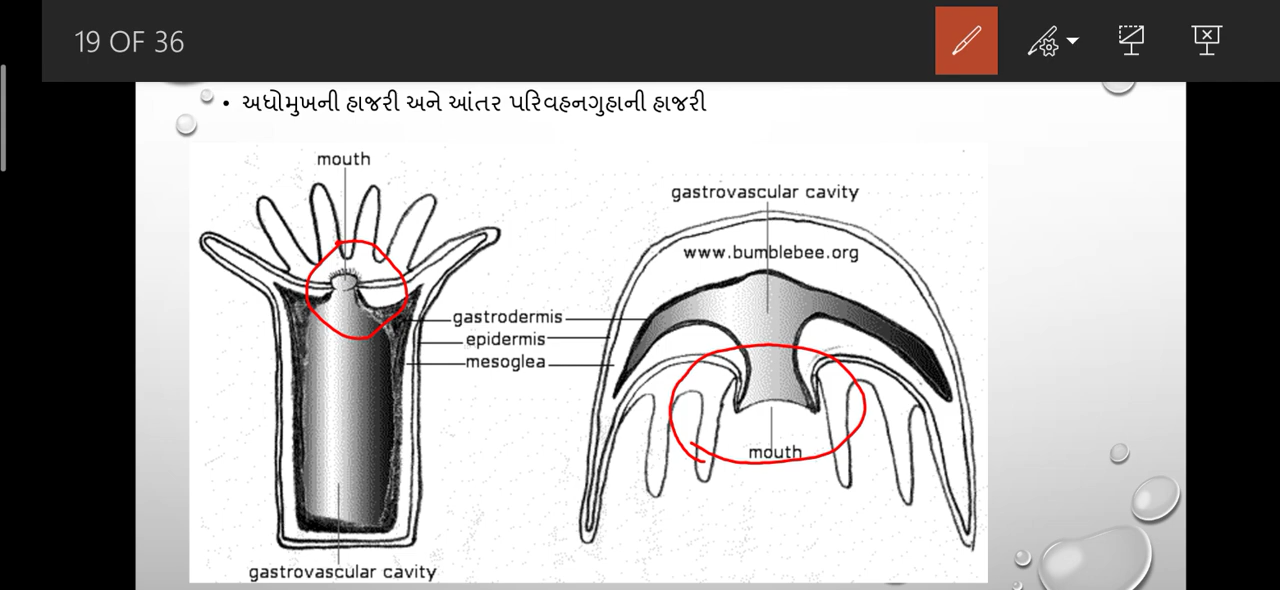 19 OF 36
• અધોમુખની હાજરી અને આંતર પરિવહનગુહાની હાજરી
mouth
gastrovascular cavity
www.bumblebee.org
gastrodermis
epidermis
mesoglea
mouth
gastrovascular cavity